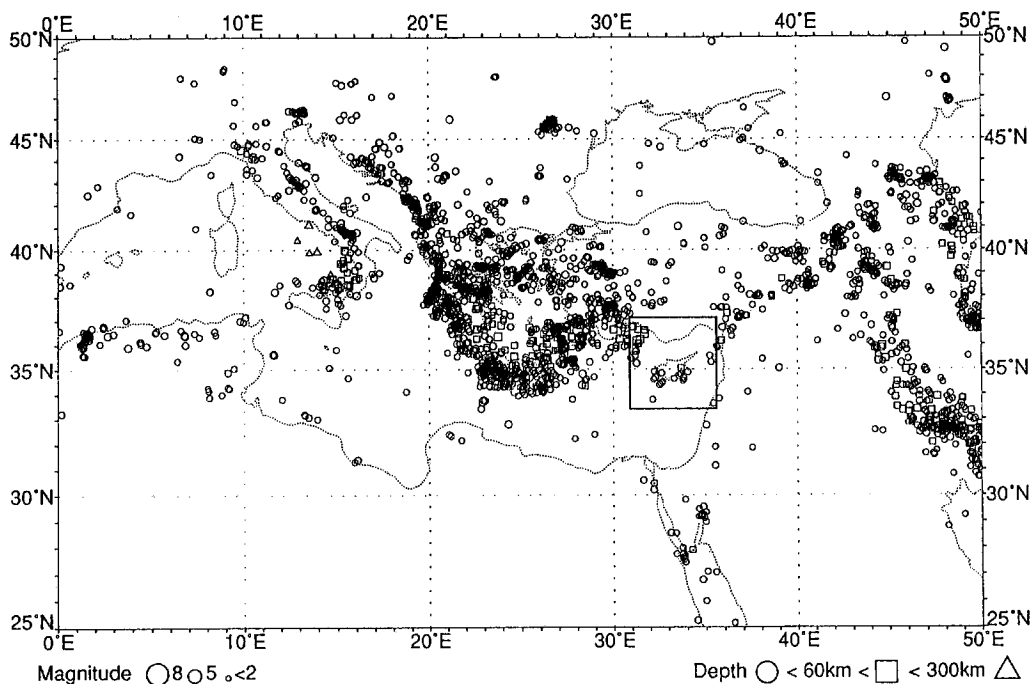 0°E 10°E 20°E 30°E 40°E 50°E
50°N 50°N
45°N 45°N
40°N 40°N
35°N 35°N
30°N 30°N
25°N 25°N
0°E 10°E 20°E 30°E 40°E 50°E
Magnitude 8 5 <2 Depth < 60km < < 300km